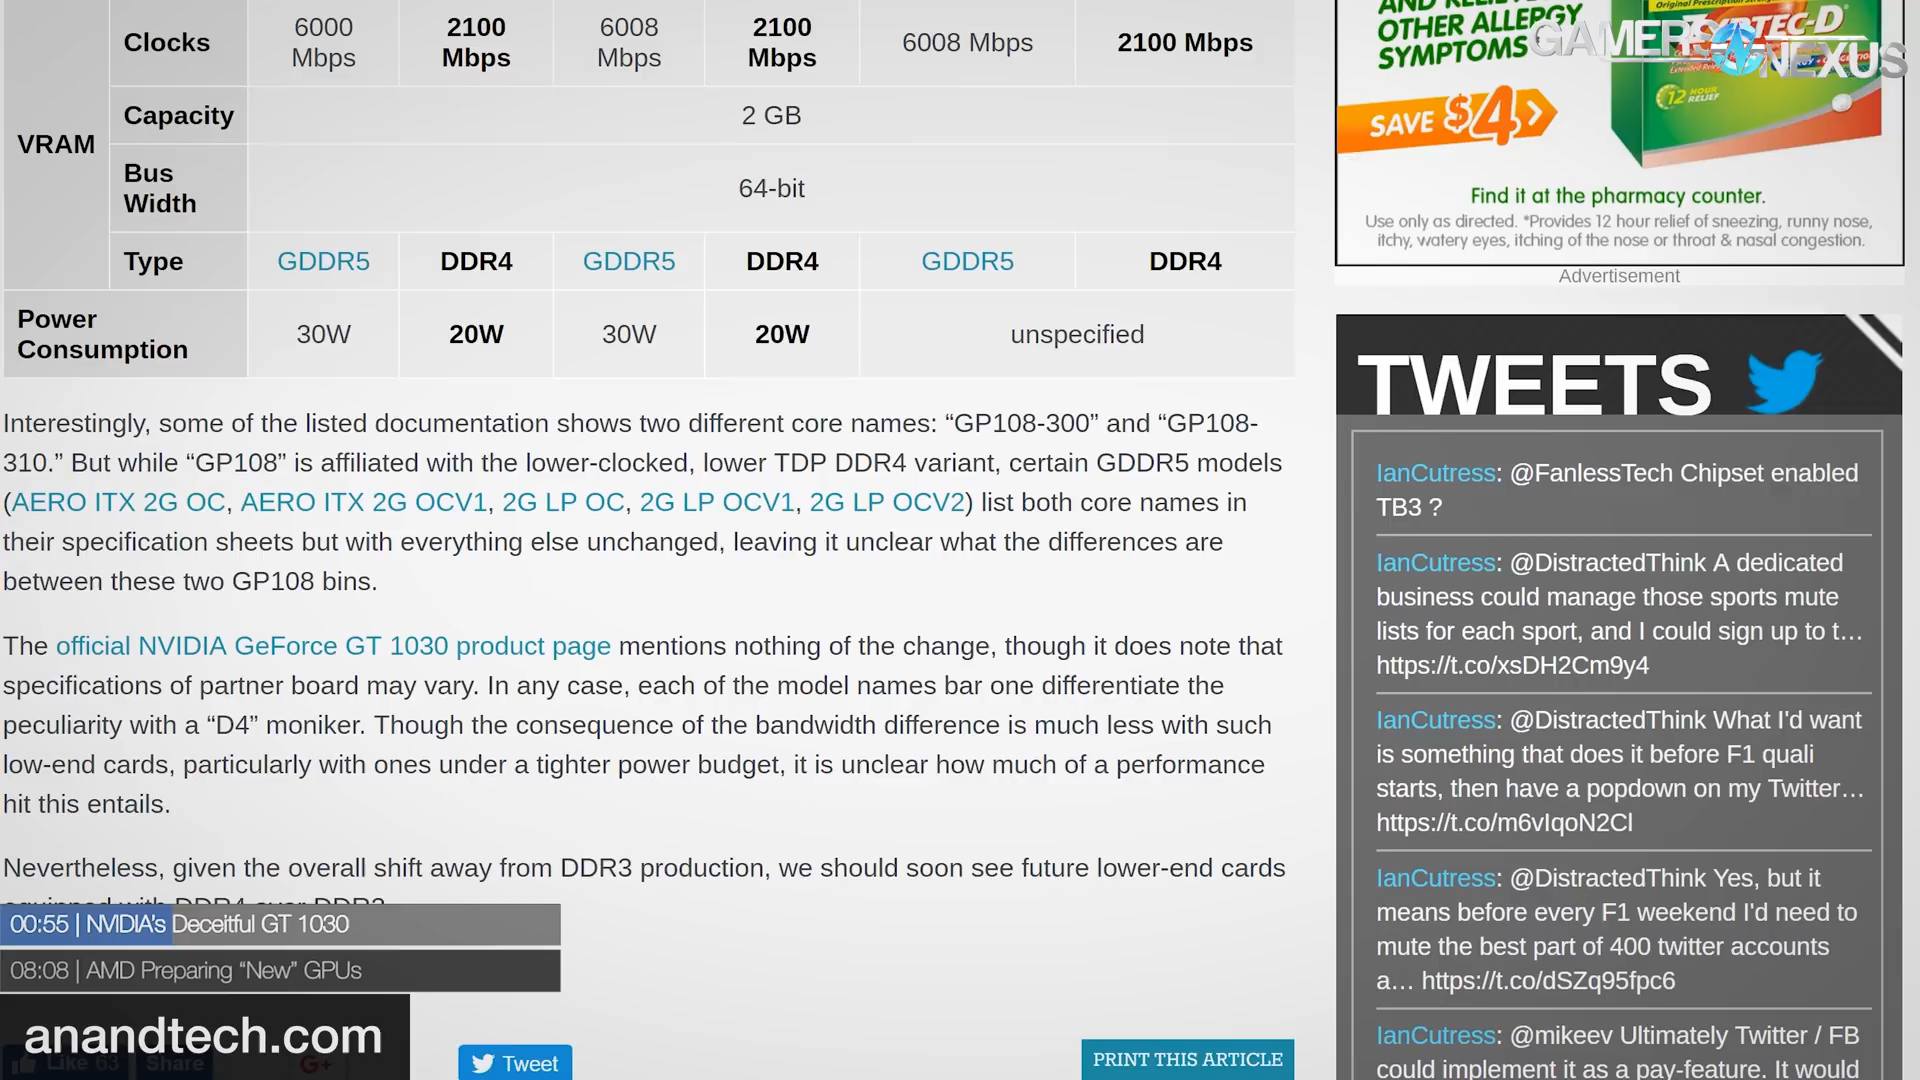 Clocks
6000 Mbps
2100 Mbps
6008 Mbps
2100 Mbps
6008 Mbps
2100 Mbps
VRAM
Capacity
2 GB
Bus Width
64-bit
Type
GDDR5
DDR4
GDDR5
DDR4
GDDR5
DDR4
Power Consumption
30W
20W
30W
20W
unspecified
Interestingly, some of the listed documentation shows two different core names: “GP108-300” and “GP108-
310.” But while “GP108” is affiliated with the lower-clocked, lower TDP DDR4 variant, certain GDDR5 models
(AERO ITX 2G OC, AERO ITX 2G OCV1, 2G LP OC, 2G LP OCV1, 2G LP OCV2) list both core names in
their specification sheets but with everything else unchanged, leaving it unclear what the differences are
between these two GP108 bins.
The official NVIDIA GeForce GT 1030 product page mentions nothing of the change, though it does note that
specifications of partner board may vary. In any case, each of the model names bar one differentiate the
peculiarity with a “D4” moniker. Though the consequence of the bandwidth difference is much less with such
low-end cards, particularly with ones under a tighter power budget, it is unclear how much of a performance
hit this entails.
Nevertheless, given the overall shift away from DDR3 production, we should soon see future lower-end cards
equipped with DDR4 over DDR3.
00:55 | NVIDIA's Deceitful GT 1030
08:08 | AMD Preparing “New” GPUs
anandtech.com
Like 63
Share
G+
Tweet
PRINT THIS ARTICLE
OTHER ALLERGY
SYMPTOMS
GAMERS NEXUS
12 HOUR RELIEF
SAVE $4
Find it at the pharmacy counter.
Use only as directed. *Provides 12 hour relief of sneezing, runny nose,
itchy, watery eyes, itching of the nose or throat & nasal congestion.
Advertisement
TWEETS
IanCutress: @FanlessTech Chipset enabled
TB3 ?
IanCutress: @DistractedThink A dedicated
business could manage those sports mute
lists for each sport, and I could sign up to t…
https://t.co/xsDH2Cm9y4
IanCutress: @DistractedThink What I'd want
is something that does it before F1 quali
starts, then have a popdown on my Twitter…
https://t.co/m6vIqoN2Cl
IanCutress: @DistractedThink Yes, but it
means before every F1 weekend I'd need to
mute the best part of 400 twitter accounts
a… https://t.co/dSZq95fpc6
IanCutress: @mikeev Ultimately Twitter / FB
could implement it as a pay-feature. It would